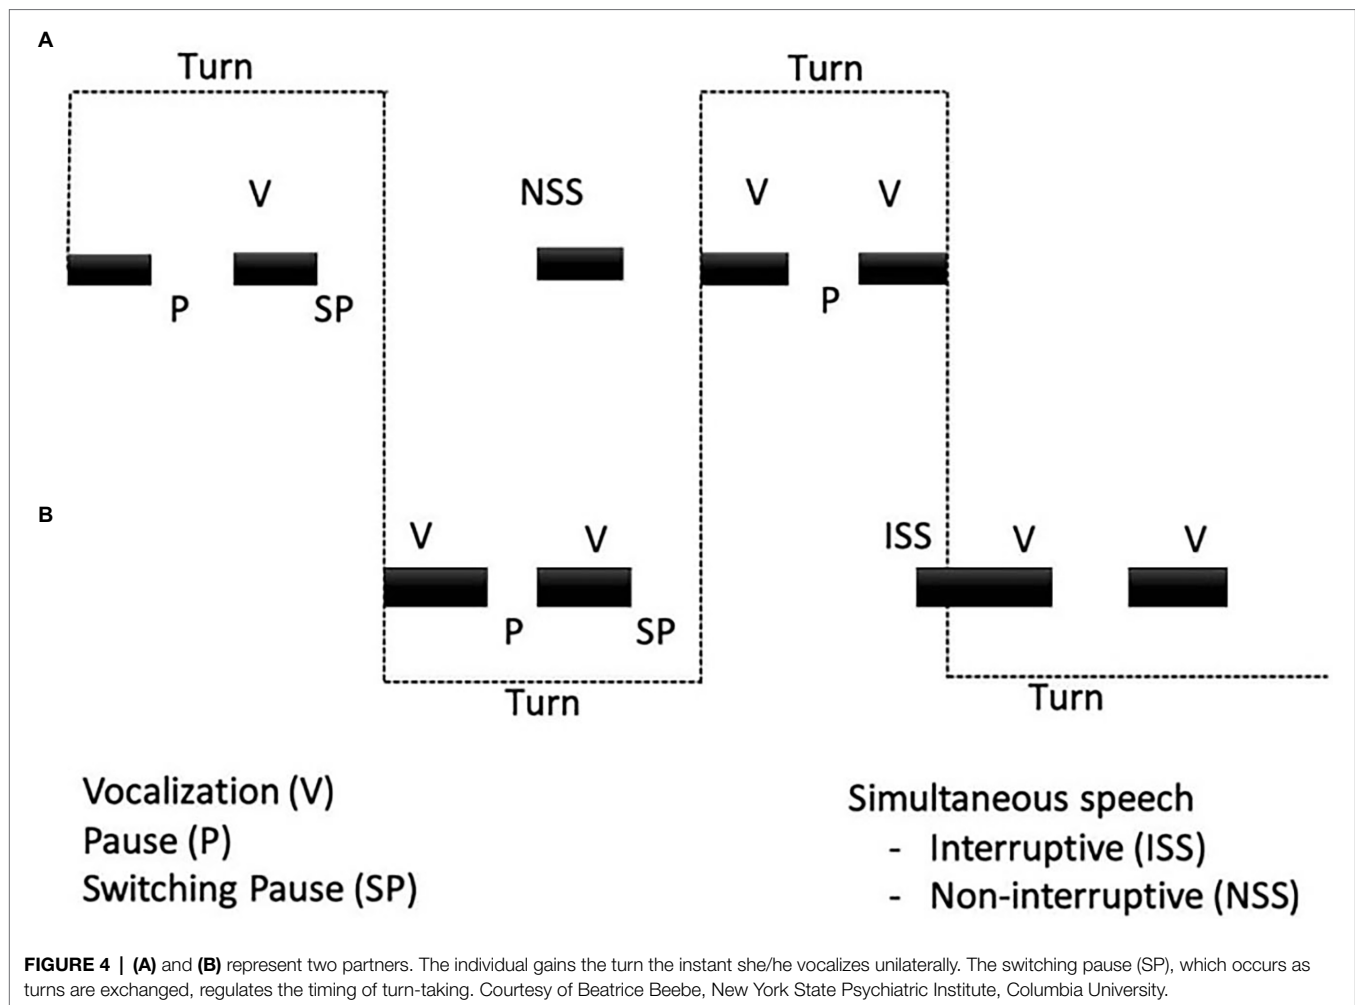 A
Turn
Turn
V
NSS
V
V
P
SP
P
B
V
V
ISS
V
V
P
SP
Turn
Turn
Vocalization (V)
Pause (P)
Switching Pause (SP)
Simultaneous speech
- Interruptive (ISS)
- Non-interruptive (NSS)
FIGURE 4 | (A) and (B) represent two partners. The individual gains the turn the instant she/he vocalizes unilaterally. The switching pause (SP), which occurs as
turns are exchanged, regulates the timing of turn-taking. Courtesy of Beatrice Beebe, New York State Psychiatric Institute, Columbia University.